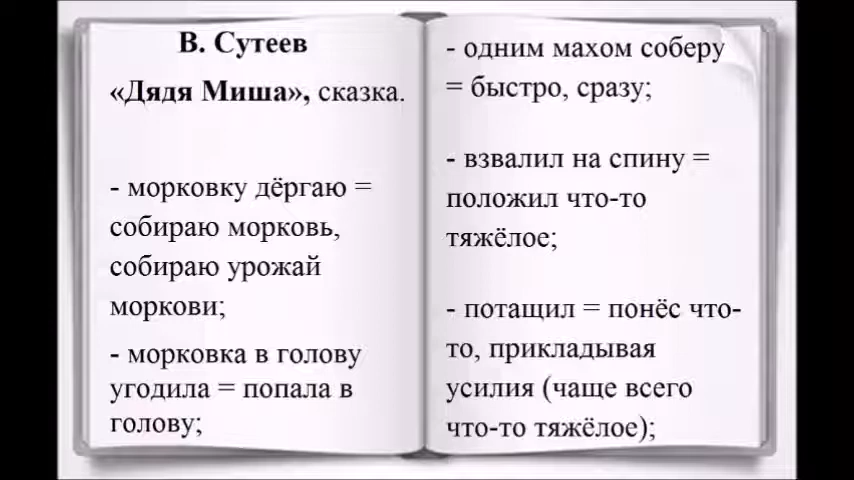 В. Сутеев
«Дядя Миша», сказка.
- морковку дёргаю =
собираю морковь,
собираю урожай
моркови;
- морковка в голову
угодила = попала в
голову;
- одним махом соберу
= быстро, сразу;
- взвалил на спину =
положил что-то
тяжёлое;
- потащил = понёс что-
то, прикладывая
усилия (чаще всего
что-то тяжёлое);